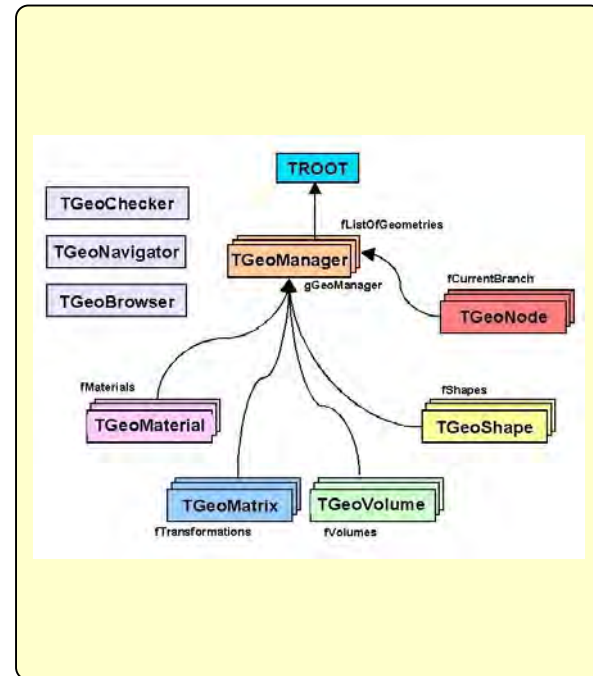 TROOT
TGeoChecker
fListOfGeometries
TGeoNavigator
TGeoManager
gGeoManager
fCurrentBranch
TGeoBrowser
TGeoNode
fMaterials
fShapes
TGeoMaterial
TGeoShape
TGeoMatrix
TGeoVolume
fTransformations
fVolumes